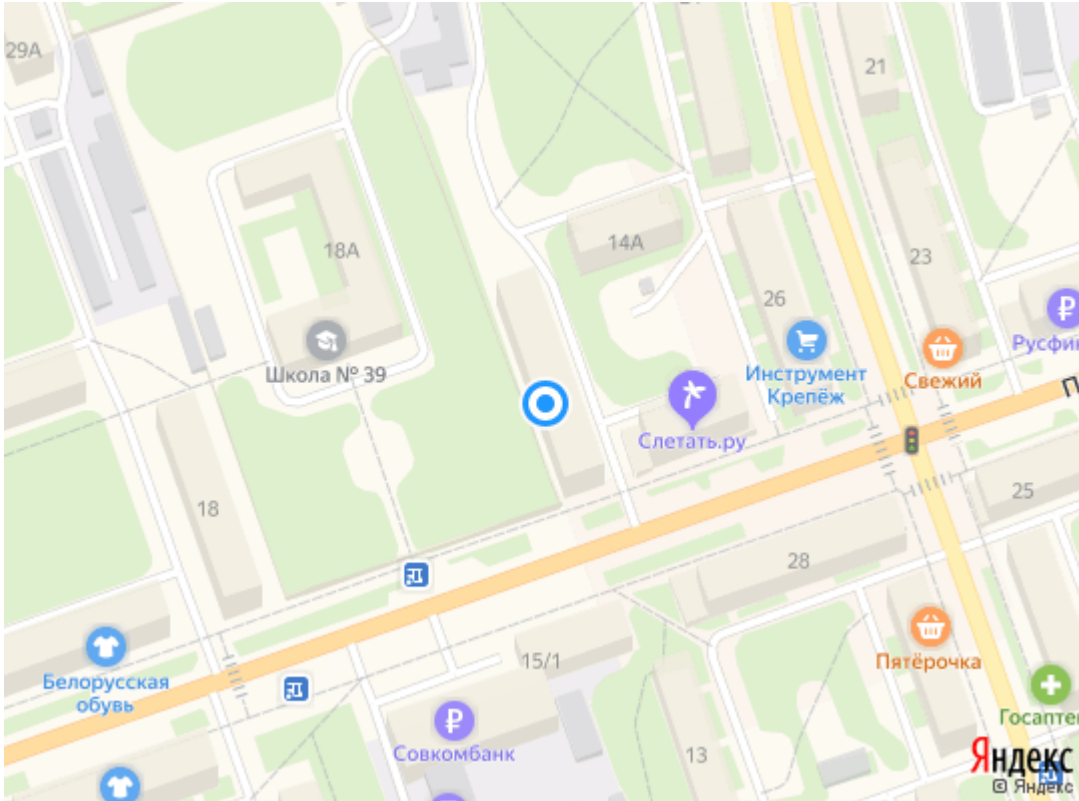 29А
21
18А
14А
23
26
Русфин
Школа № 39
Инструмент
Крепёж
Свежий
П
Слетать.ру
25
18
28
15/1
Пятёрочка
Белорусская
обувь
Госаптек
Совкомбанк
13
Яндекс
© Яндекс